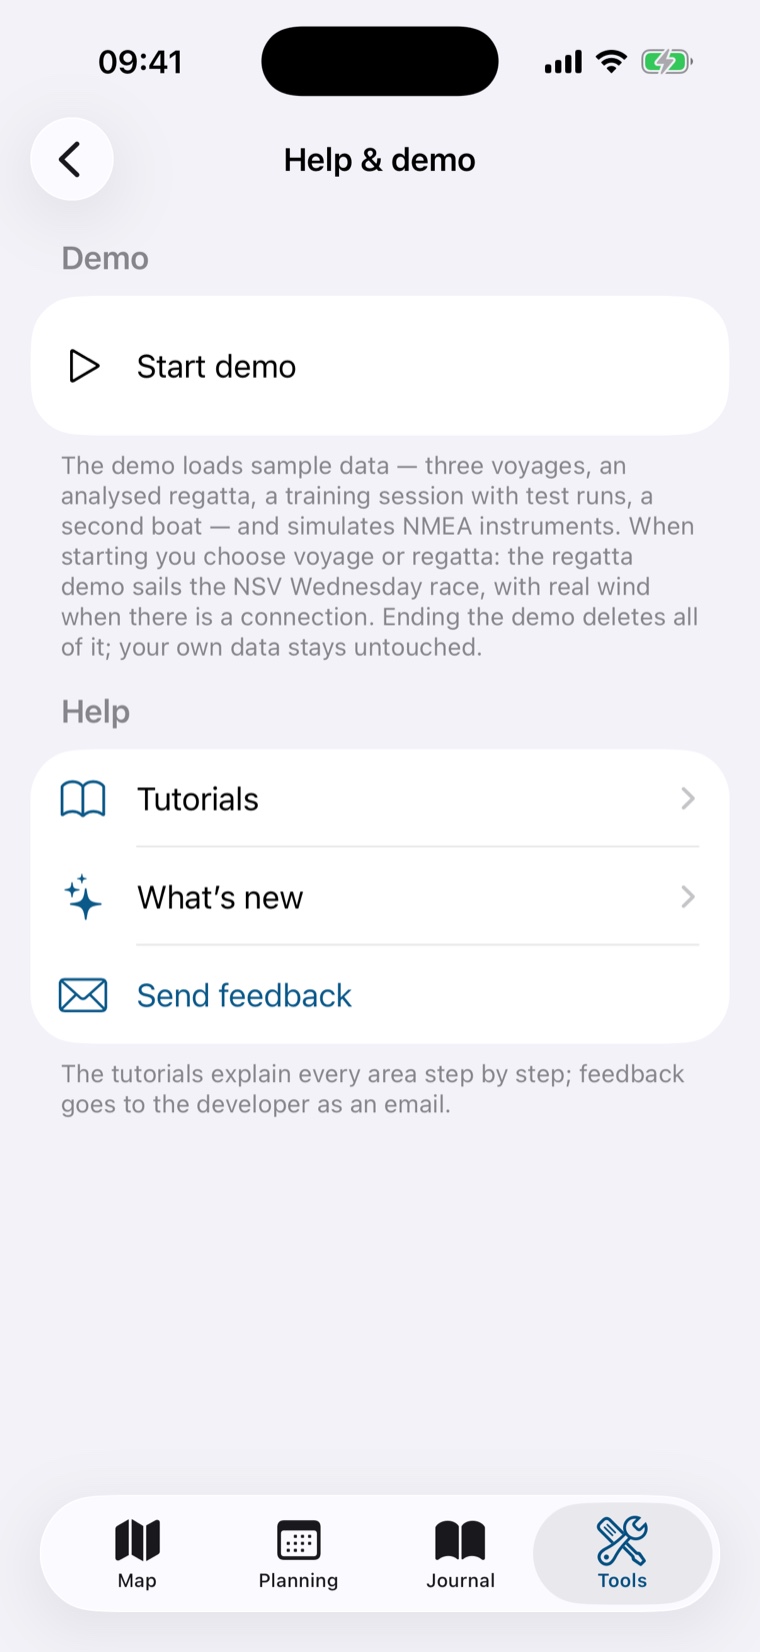 09:41
Help & demo
Demo
Start demo
The demo loads sample data — three voyages, an
analysed regatta, a training session with test runs, a
second boat — and simulates NMEA instruments. When
starting you choose voyage or regatta: the regatta
demo sails the NSV Wednesday race, with real wind
when there is a connection. Ending the demo deletes all
of it; your own data stays untouched.
Help
Tutorials
What’s new
Send feedback
The tutorials explain every area step by step; feedback
goes to the developer as an email.
Map
Planning
Journal
Tools